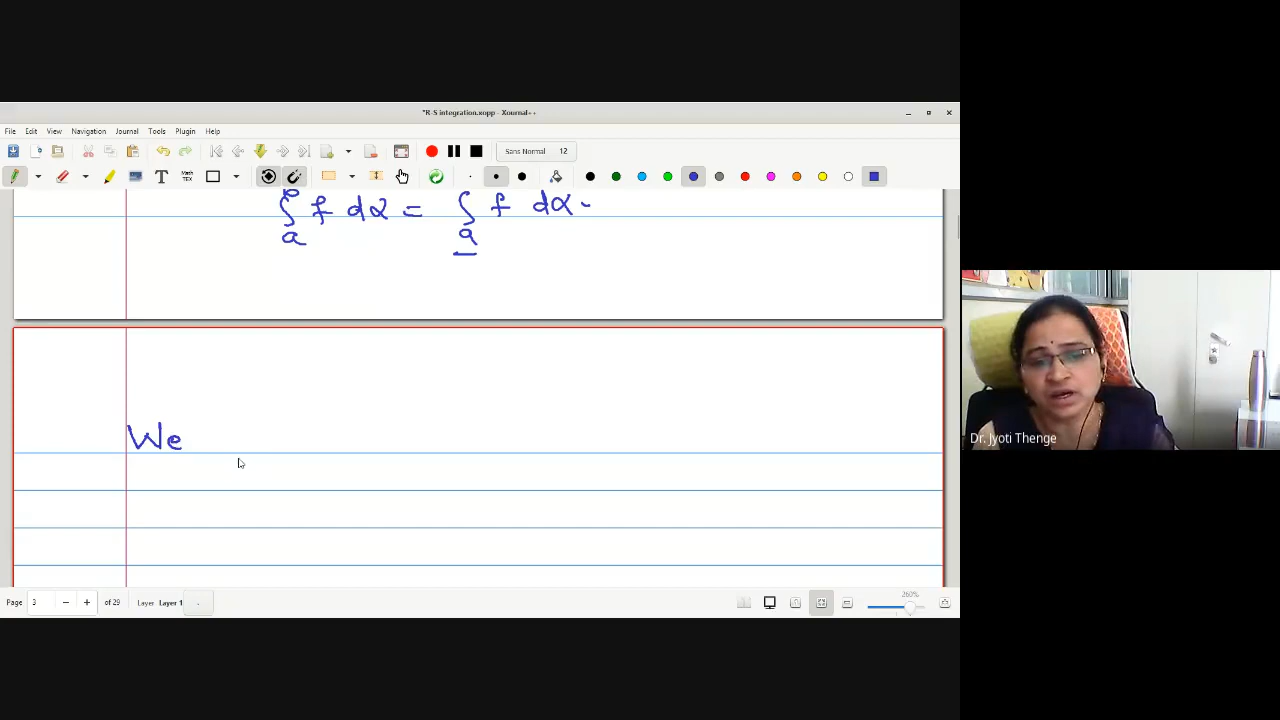 *R-S integration.xopp - Xournal++
File Edit View Navigation Journal Tools Plugin Help
Sans Normal 12
∫ₐ f dα = ∫ₐ f dα.
We
Dr. Jyoti Thenge
Page 3 of 29 Layer Layer 1
260%